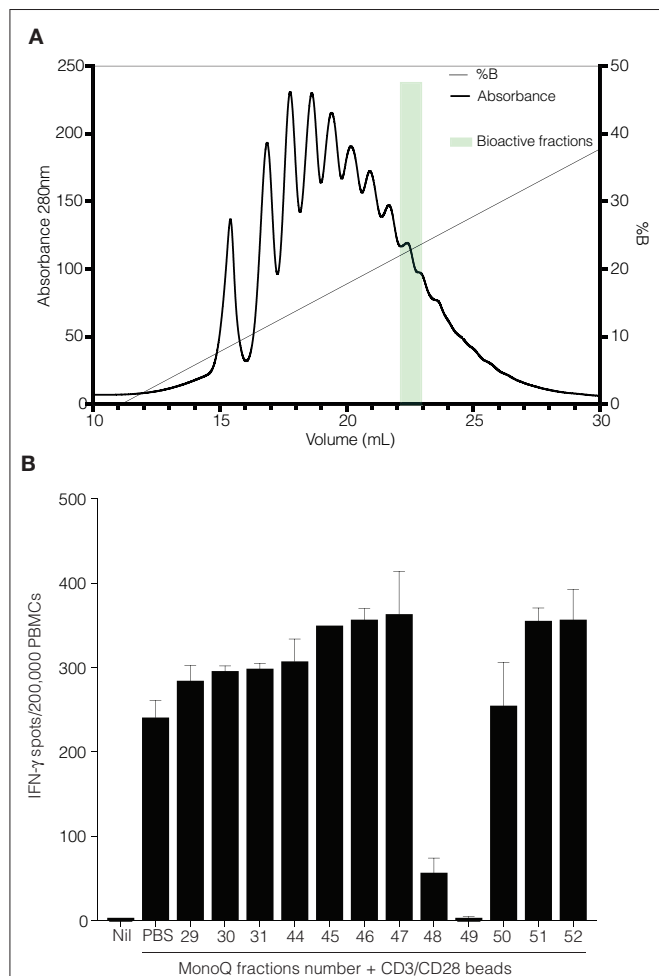 A
250
200
150
100
50
0
Absorbance 280nm
50
40
30
20
10
0
%B
10
15
20
25
30
Volume (mL)
%B
Absorbance
Bioactive fractions
B
500
400
300
200
100
0
IFN-γ spots/200,000 PBMCs
Nil PBS 29 30 31 44 45 46 47 48 49 50 51 52
MonoQ fractions number + CD3/CD28 beads